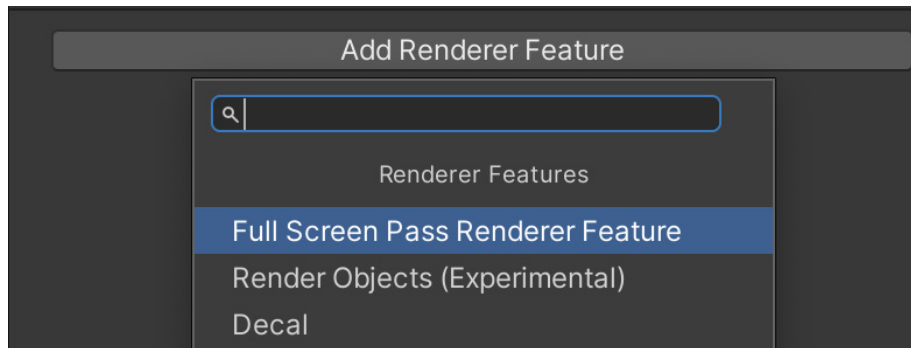 Add Renderer Feature
Renderer Features
Full Screen Pass Renderer Feature
Render Objects (Experimental)
Decal